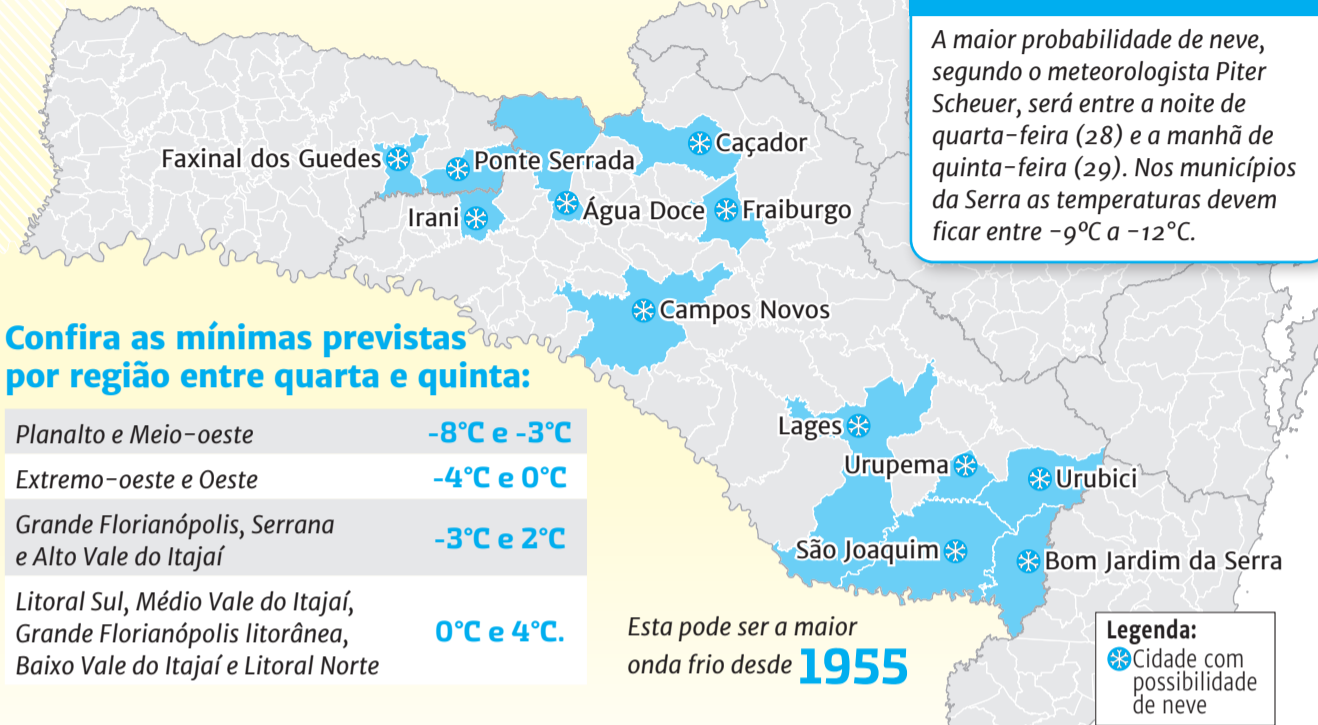 A maior probabilidade de neve,
segundo o meteorologista Piter
Scheuer, será entre a noite de
quarta-feira (28) e a manhã de
quinta-feira (29). Nos municípios
da Serra as temperaturas devem
ficar entre -9ºC a -12°C.
Caçador
Faxinal dos Guedes
Ponte Serrada
Irani
Água Doce
Fraiburgo
Campos Novos
Lages
Urupema
Urubici
São Joaquim
Bom Jardim da Serra
Confira as mínimas previstas
por região entre quarta e quinta:
Planalto e Meio-oeste -8°C e -3°C
Extremo-oeste e Oeste -4°C e 0°C
Grande Florianópolis, Serrana
e Alto Vale do Itajaí -3°C e 2°C
Litoral Sul, Médio Vale do Itajaí,
Grande Florianópolis litorânea,
Baixo Vale do Itajaí e Litoral Norte
0°C e 4°C.
Esta pode ser a maior
onda frio desde 1955
Legenda:
Cidade com
possibilidade
de neve